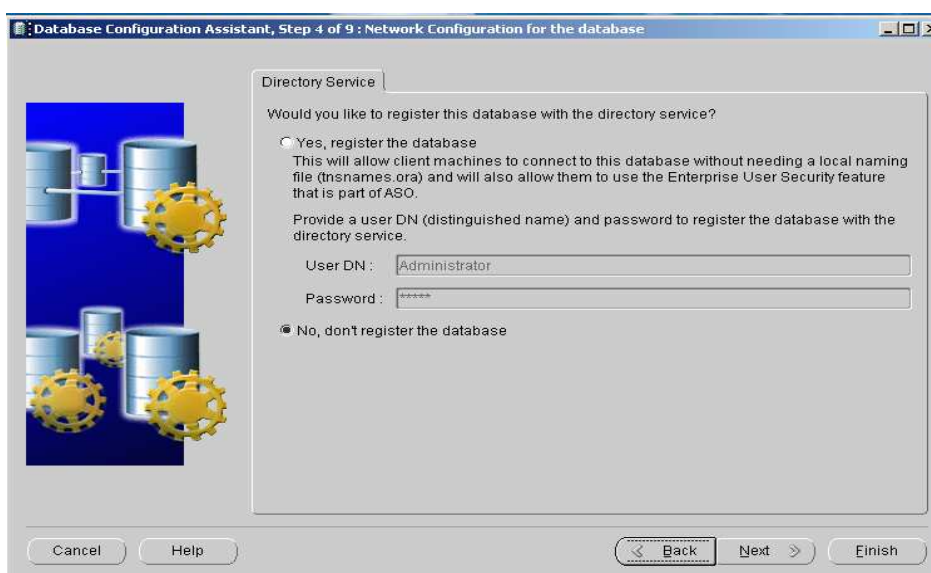 Database Configuration Assistant, Step 4 of 9 : Network Configuration for the database
Directory Service
Would you like to register this database with the directory service?
Yes, register the database
This will allow client machines to connect to this database without needing a local naming
file (tnsnames.ora) and will also allow them to use the Enterprise User Security feature
that is part of ASO.
Provide a user DN (distinguished name) and password to register the database with the
directory service.
User DN : Administrator
Password : *****
No, don't register the database
Cancel Help Back Next Finish